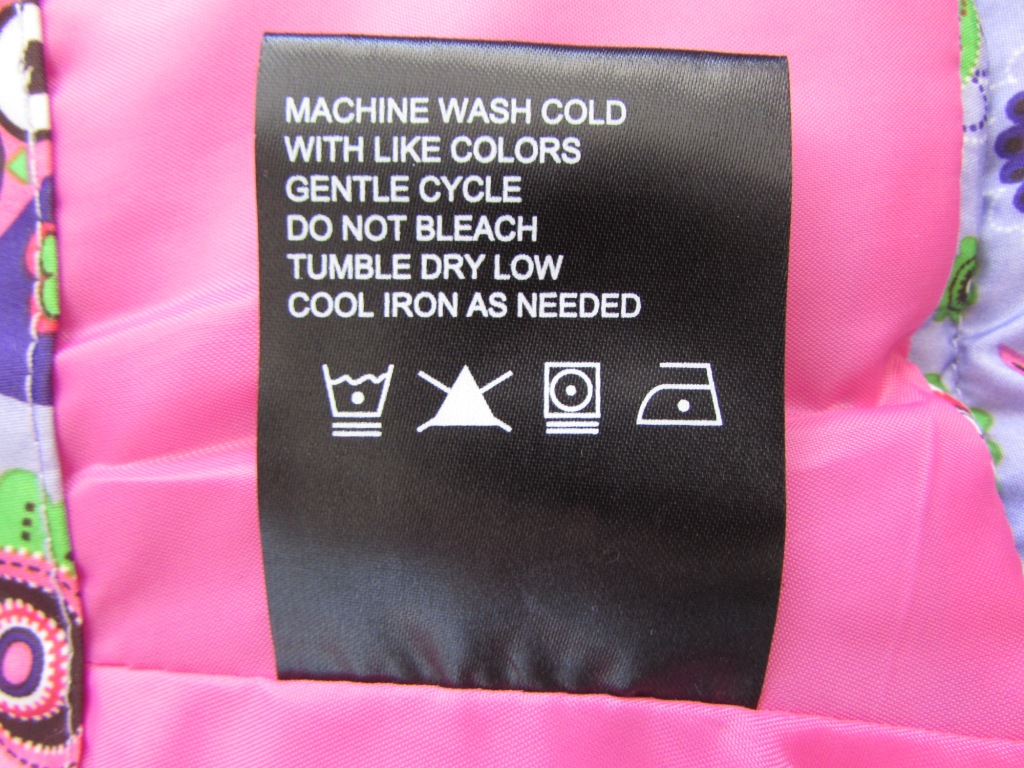 MACHINE WASH COLD
WITH LIKE COLORS
GENTLE CYCLE
DO NOT BLEACH
TUMBLE DRY LOW
COOL IRON AS NEEDED